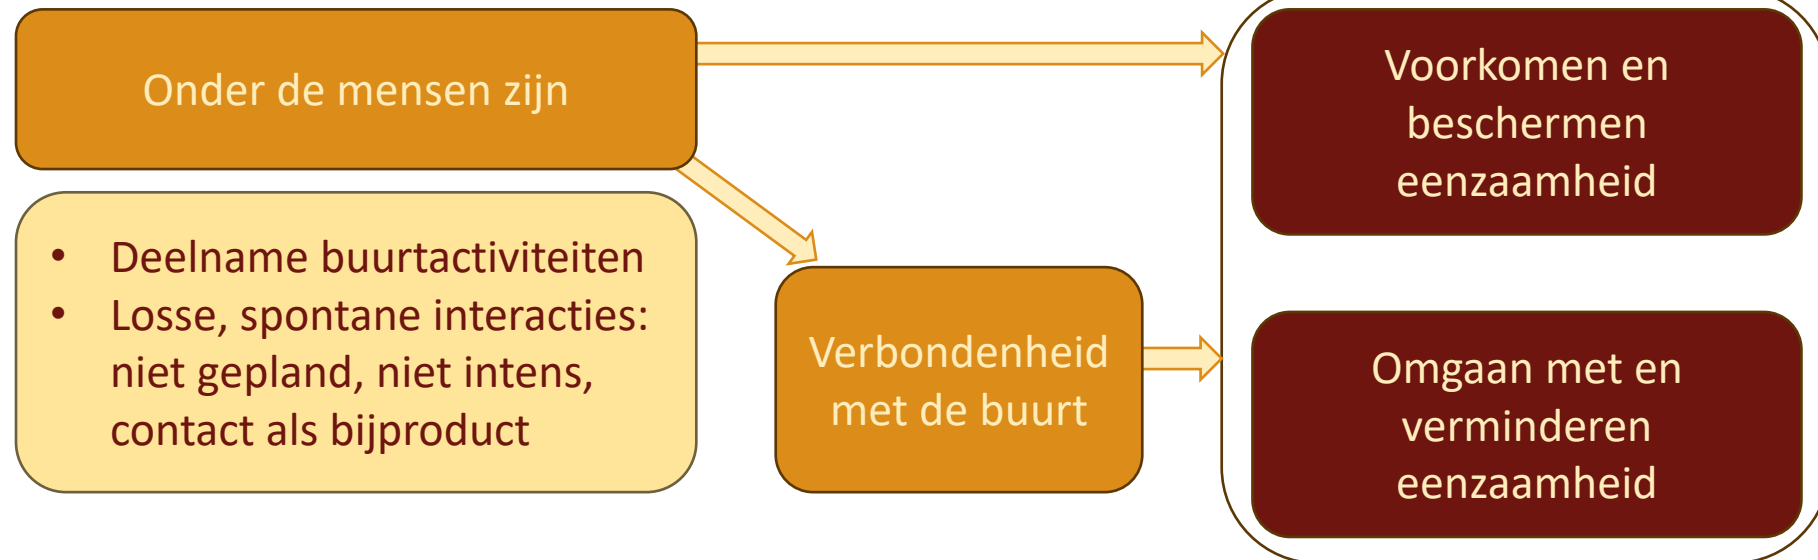 Onder de mensen zijn
• Deelname buurtactiviteiten
• Losse, spontane interacties:
niet gepland, niet intens,
contact als bijproduct
Verbondenheid
met de buurt
Voorkomen en
beschermen
eenzaamheid
Omgaan met en
verminderen
eenzaamheid